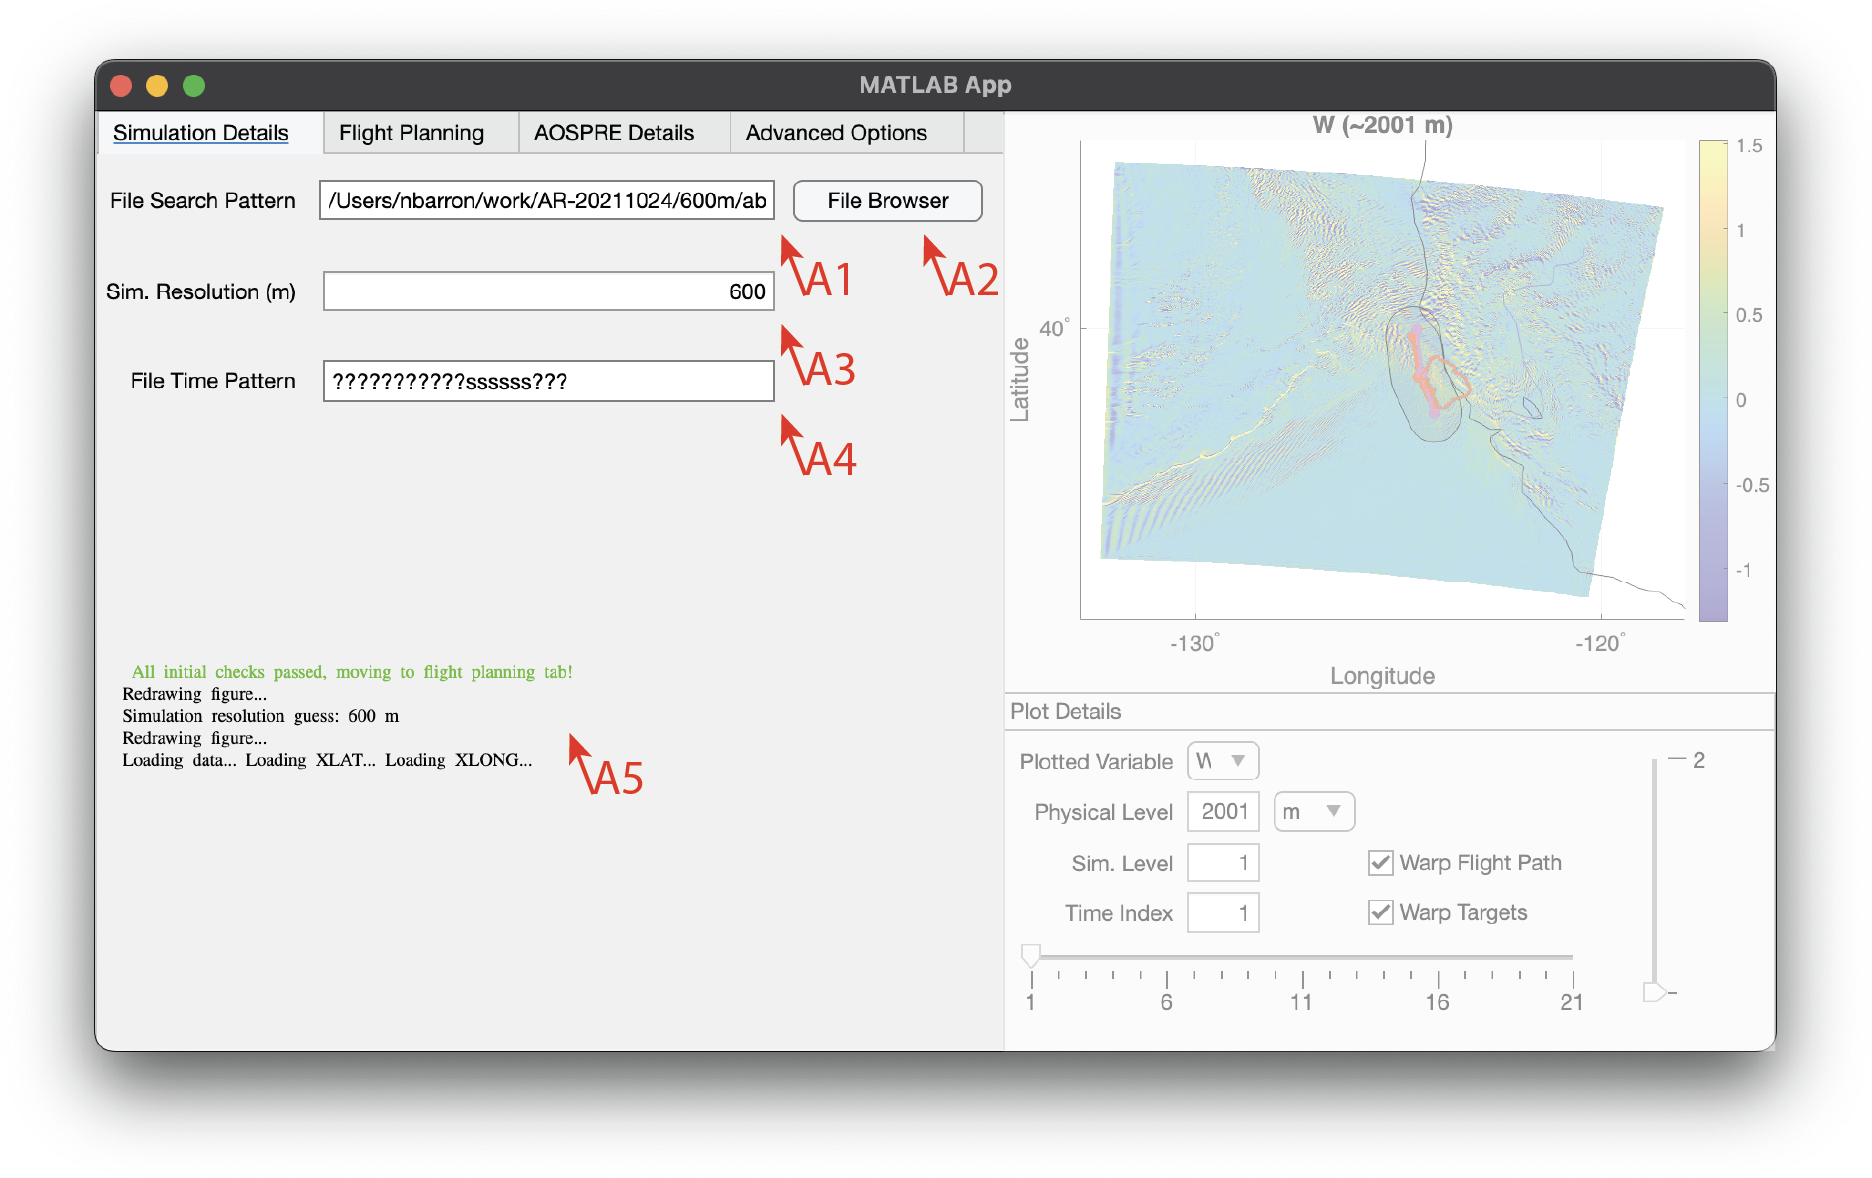 MATLAB App
Simulation Details
Flight Planning
AOSPRE Details
Advanced Options
File Search Pattern
/Users/nbarron/work/AR-20211024/600m/ab
File Browser
A1
A2
Sim. Resolution (m)
600
A3
File Time Pattern
???????????ssssss???
A4
All initial checks passed, moving to flight planning tab!
Redrawing figure...
Simulation resolution guess: 600 m
Redrawing figure...
Loading data... Loading XLAT... Loading XLONG...
A5
W (~2001 m)
1.5
1
0.5
0
-0.5
-1
40°
Latitude
-130°
-120°
Longitude
Plot Details
Plotted Variable
W
Physical Level
2001
m
Sim. Level
1
Warp Flight Path
Time Index
1
Warp Targets
1
6
11
16
21
2